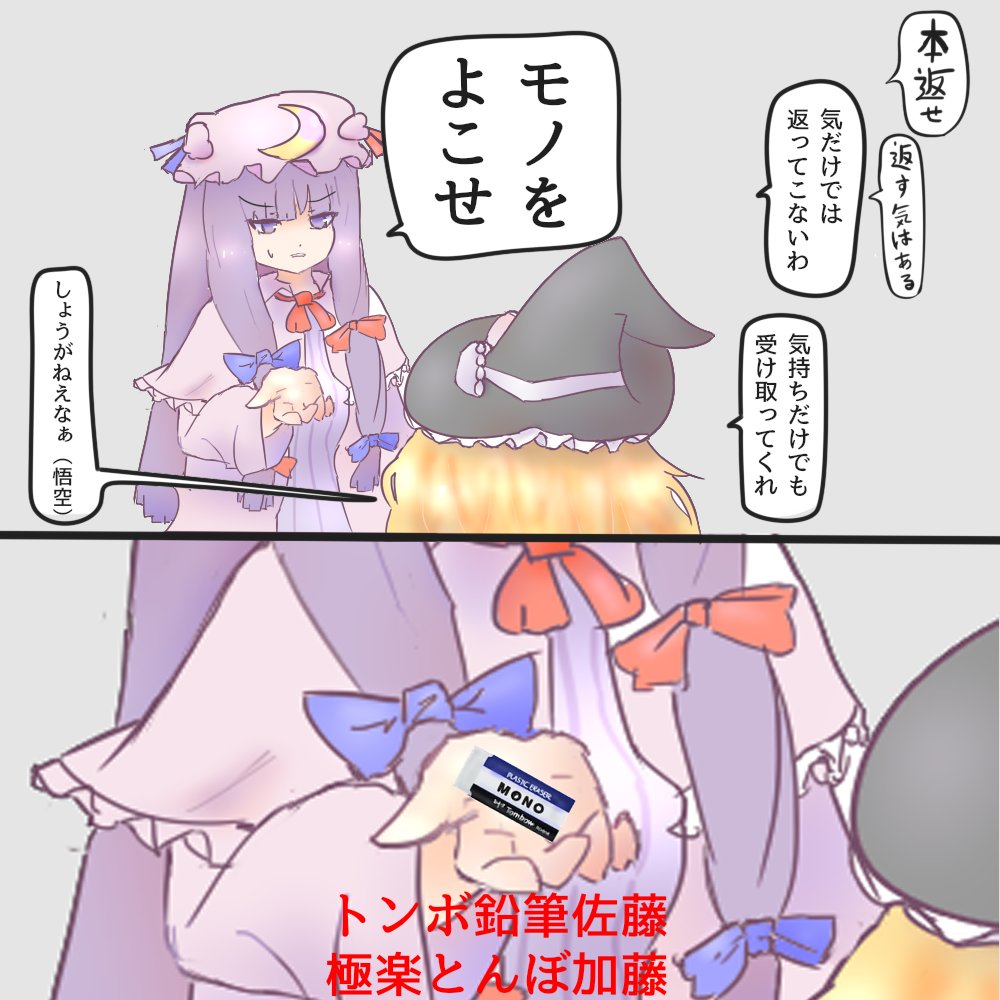 本返せ
返す気はある
気だけでは
返ってこないわ
気持ちだけでも
受け取ってくれ
モノを
よこせ
しょうがねえなぁ（悟空）
PLASTIC ERASER
MONO
Tombow
トンボ鉛筆佐藤
極楽とんぼ加藤